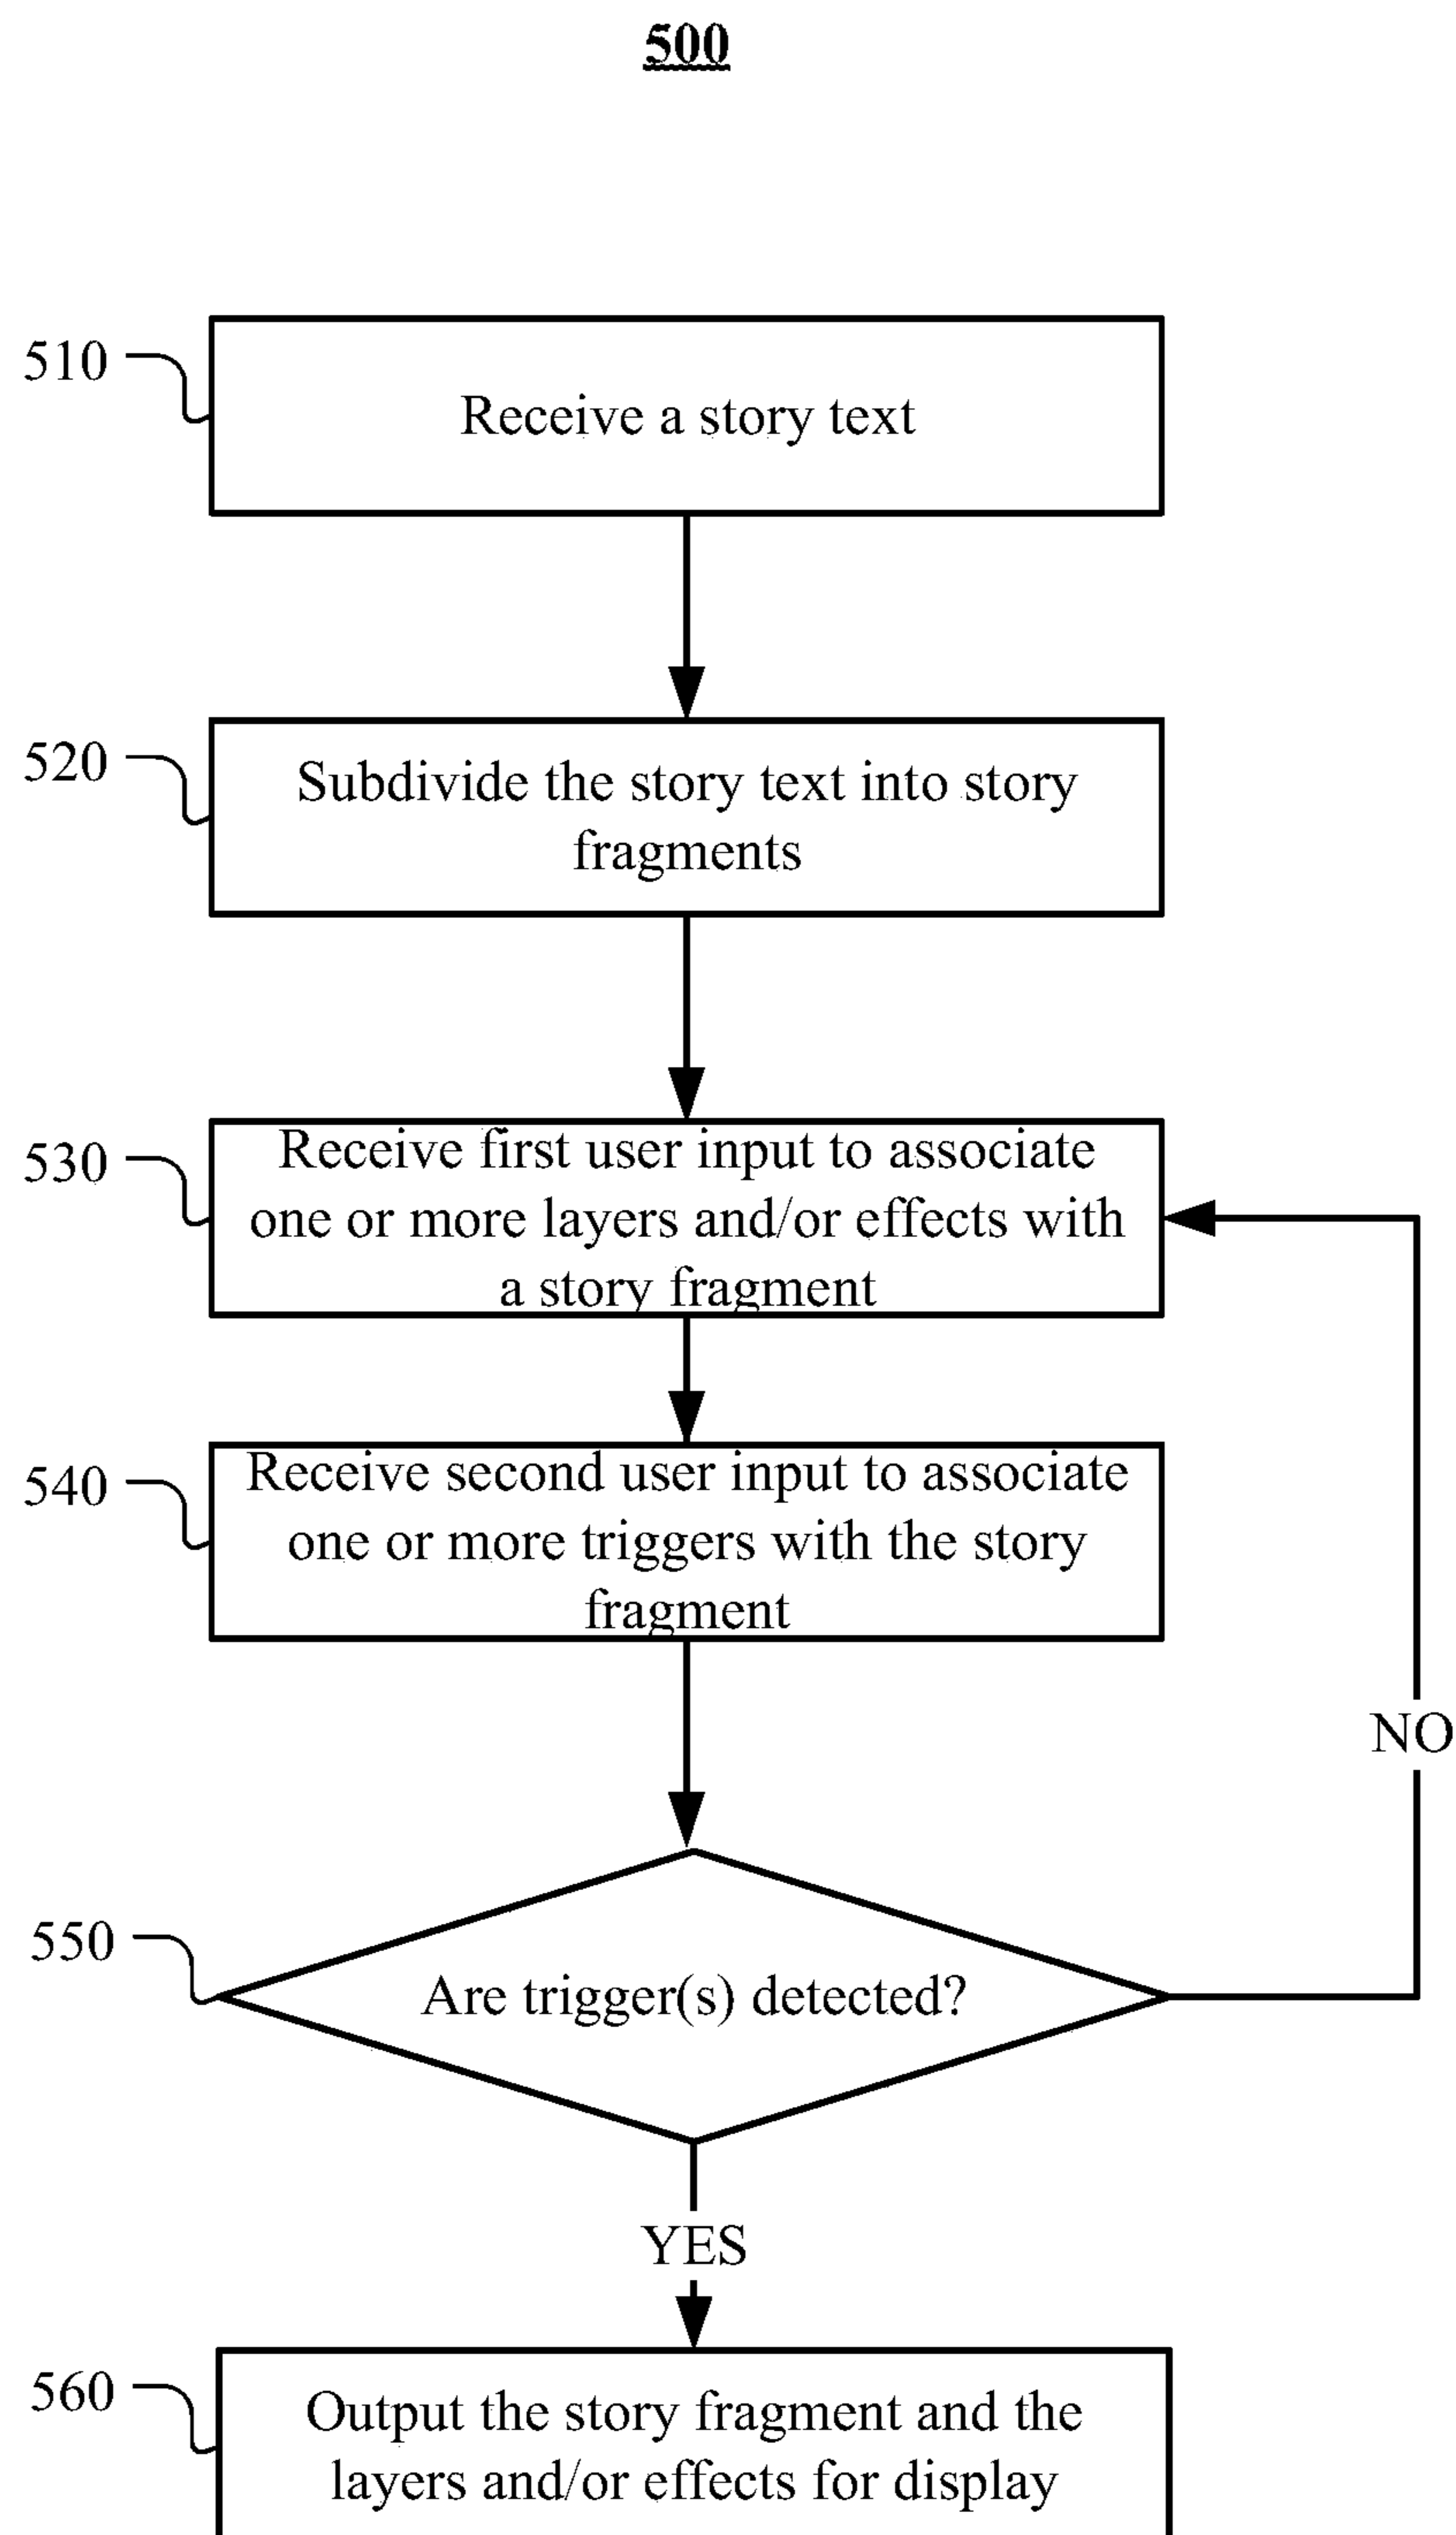 500
510
Receive a story text
520
Subdivide the story text into story
fragments
530
Receive first user input to associate
one or more layers and/or effects with
a story fragment
540
Receive second user input to associate
one or more triggers with the story
fragment
NO
550
Are trigger(s) detected?
YES
560
Output the story fragment and the
layers and/or effects for display